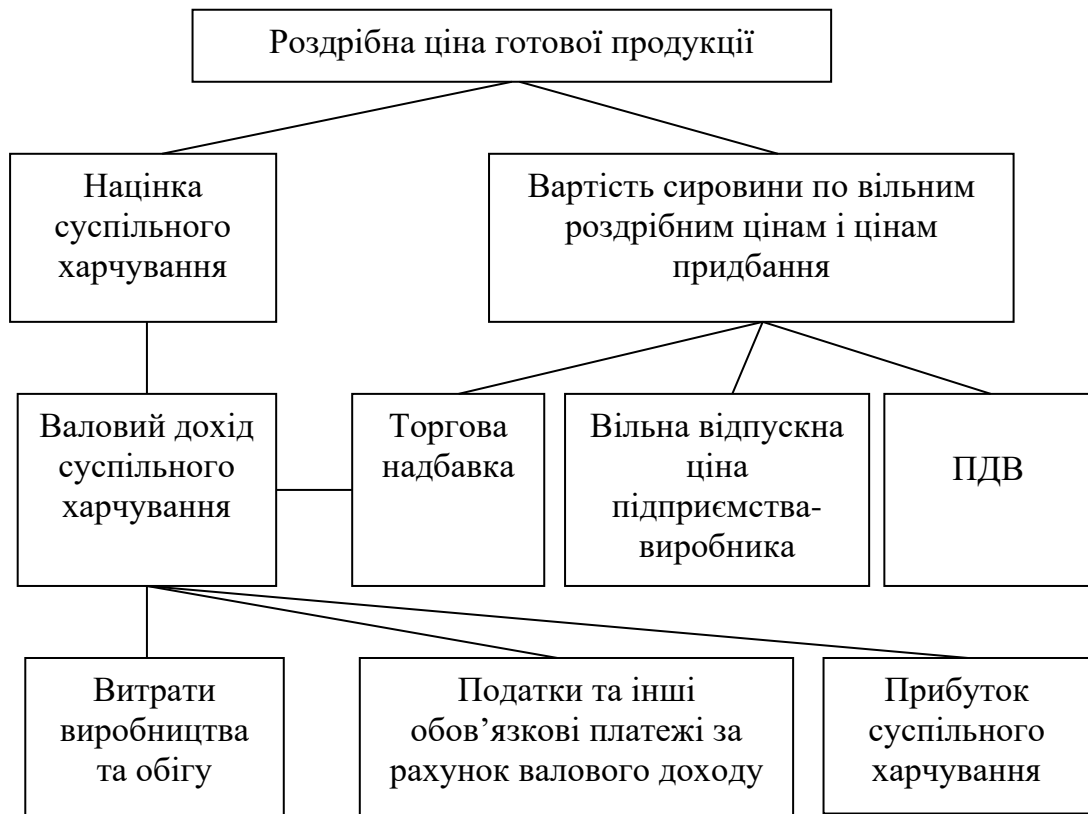 Роздрібна ціна готової продукції
Націнка
суспільного
харчування
Вартість сировини по вільним
роздрібним цінам і цінам
придбання
Валовий дохід
суспільного
харчування
Торгова
надбавка
Вільна відпускна
ціна
підприємства-
виробника
ПДВ
Витрати
виробництва
та обігу
Податки та інші
обов’язкові платежі за
рахунок валового доходу
Прибуток
суспільного
харчування